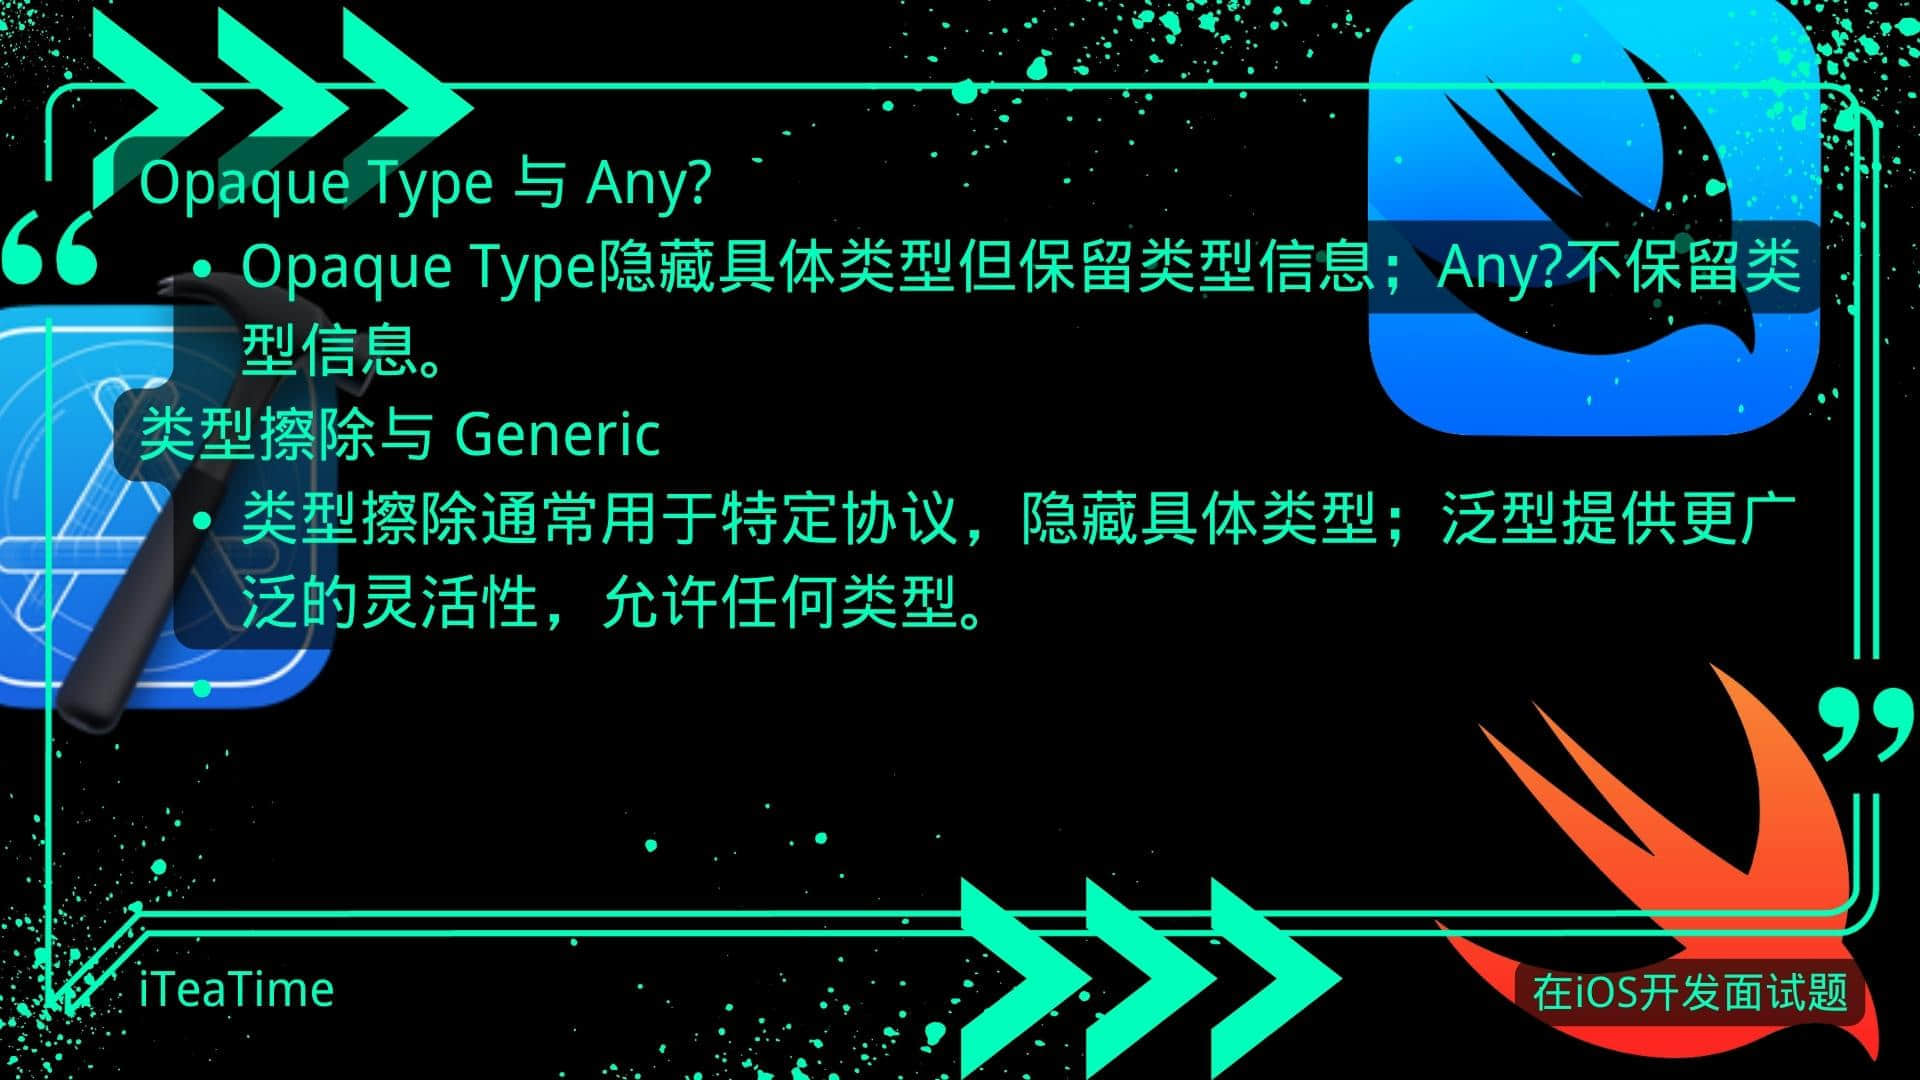 Opaque Type 与 Any?
• Opaque Type隐藏具体类型但保留类型信息；Any?不保留类
型信息。
类型擦除与 Generic
• 类型擦除通常用于特定协议，隐藏具体类型；泛型提供更广
泛的灵活性，允许任何类型。
•
iTeaTime
在iOS开发面试题